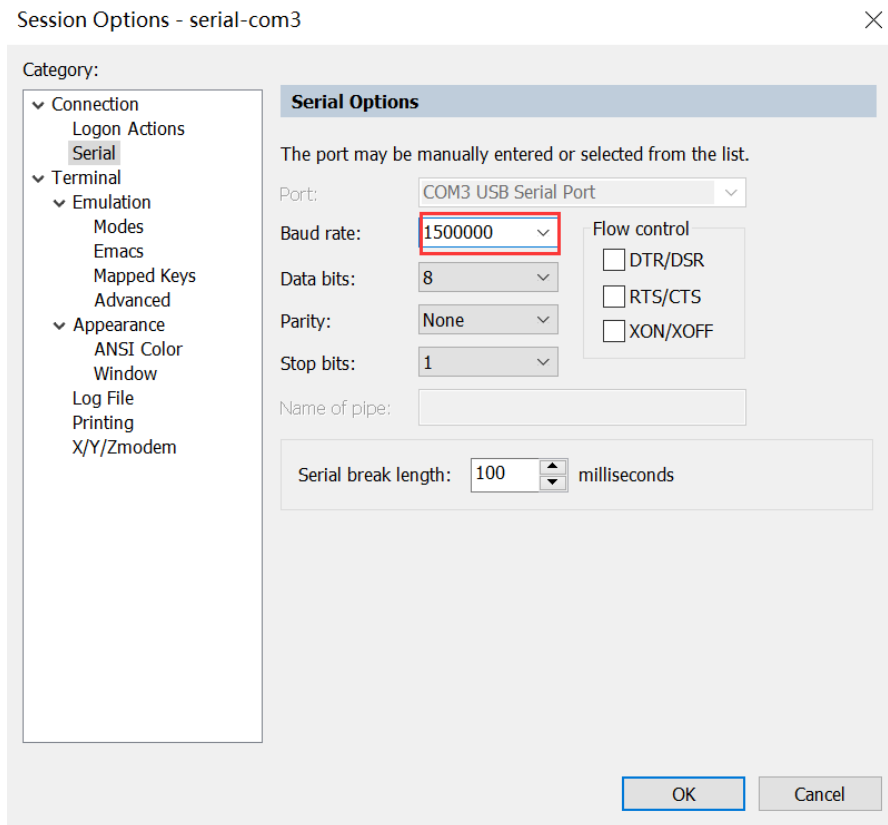 Session Options - serial-com3
Category:
Connection
Logon Actions
Serial
Terminal
Emulation
Modes
Emacs
Mapped Keys
Advanced
Appearance
ANSI Color
Window
Log File
Printing
X/Y/Zmodem
Serial Options
The port may be manually entered or selected from the list.
Port: COM3 USB Serial Port
Baud rate: 1500000
Data bits: 8
Parity: None
Stop bits: 1
Name of pipe:
Flow control
DTR/DSR
RTS/CTS
XON/XOFF
Serial break length: 100 milliseconds
OK Cancel